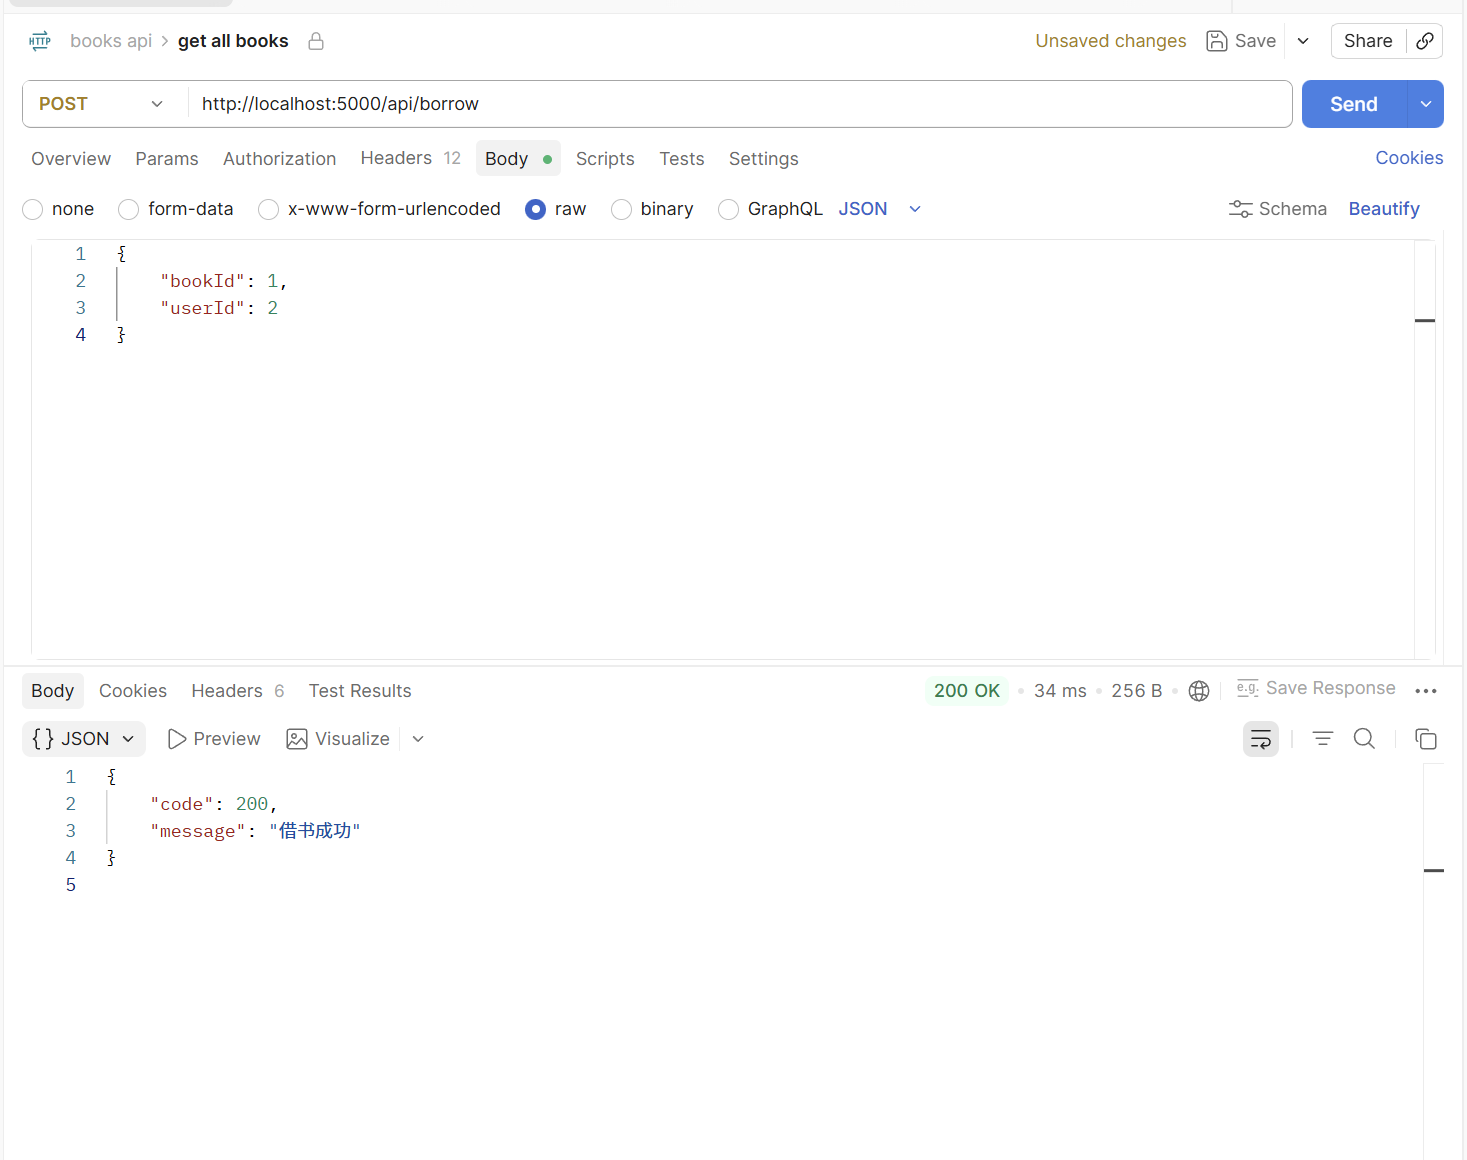 HTTP books api > get all books Unsaved changes Save Share
POST http://localhost:5000/api/borrow Send
Overview Params Authorization Headers 12 Body Scripts Tests Settings Cookies
none form-data x-www-form-urlencoded raw binary GraphQL JSON Schema Beautify
1 {
2 "bookId": 1,
3 "userId": 2
4 }
Body Cookies Headers 6 Test Results 200 OK • 34 ms • 256 B • e.g. Save Response
{} JSON Preview Visualize
1 {
2 "code": 200,
3 "message": "借书成功"
4 }
5